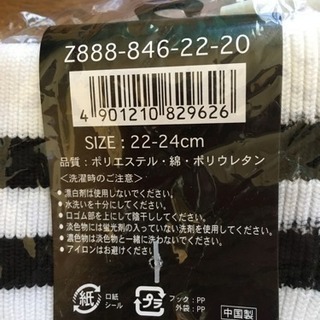 Z888-846-22-20
4 901210 829626
SIZE : 22-24cm
品質：ポリエステル・綿・ポリウレタン
＜洗濯時のご注意＞
●漂白剤は使用しないでください。
●水洗いを十分にしてください。
●口ゴム部を上にして陰干ししてください。
●淡色物には蛍光剤の入っていない洗剤を使用してください。
●濃色物は淡色物と一緒に洗わないでください。
●アイロンはお避けください。
紙 口紙 シール
プラ フック：PP 外袋：PP
中国製